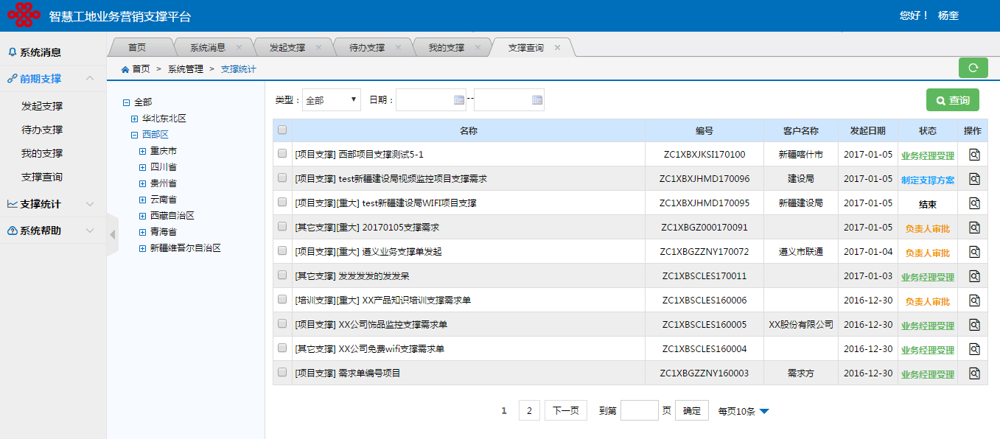 智慧工地业务营销支撑平台 您好！ 杨奎
系统消息
前期支撑
发起支撑
待办支撑
我的支撑
支撑查询
支撑统计
系统帮助
首页 系统消息 发起支撑 待办支撑 我的支撑 支撑查询
首页 > 系统管理 > 支撑统计
全部
华北东北区
西部区
重庆市
四川省
贵州省
云南省
西藏自治区
青海省
新疆维吾尔自治区
类型： 全部 日期： -- 查询
名称 编号 客户名称 发起日期 状态 操作
[项目支撑] 西部项目支撑测试5-1 ZC1XBXJKSI170100 新疆喀什市 2017-01-05 业务经理受理
[项目支撑] test新疆建设局视频监控项目支撑需求 ZC1XBXJHMD170096 建设局 2017-01-05 制定支撑方案
[项目支撑][重大] test新疆建设局WIFI项目支撑 ZC1XBXJHMD170095 新疆建设局 2017-01-05 结束
[其它支撑][重大] 20170105支撑需求 ZC1XBGZ000170091 2017-01-05 负责人审批
[项目支撑][重大] 遵义业务支撑单发起 ZC1XBGZZNY170072 遵义市联通 2017-01-04 负责人审批
[其它支撑] 发发发发的发发呆 ZC1XBSCLES170011 2017-01-03 业务经理受理
[培训支撑][重大] XX产品知识培训支撑需求单 ZC1XBSCLES160006 2016-12-30 负责人审批
[项目支撑] XX公司饰品监控支撑需求单 ZC1XBSCLES160005 XX股份有限公司 2016-12-30 业务经理受理
[其它支撑] XX公司免费wifi支撑需求单 ZC1XBSCLES160004 2016-12-30 业务经理受理
[项目支撑] 需求单编号项目 ZC1XBGZZNY160003 需求方 2016-12-30 业务经理受理
1 2 下一页 到第 页 确定 每页10条